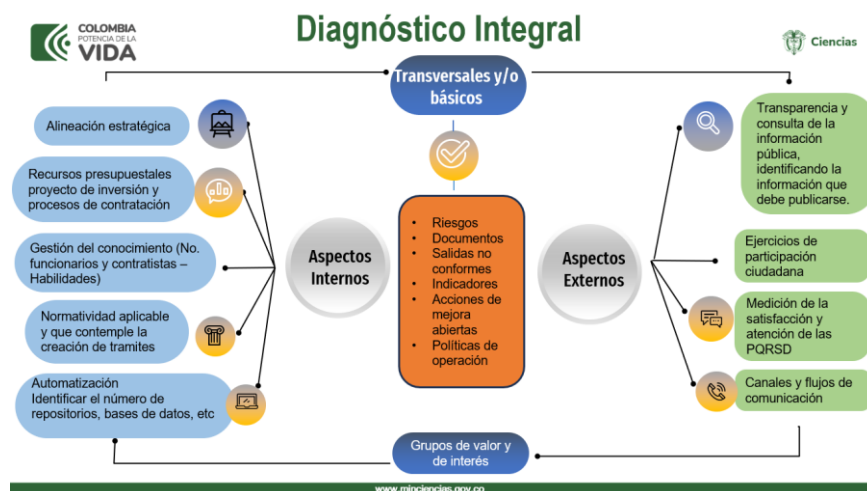 COLOMBIA
POTENCIA DE LA
VIDA
Diagnóstico Integral
Ciencias
Transversales y/o
básicos
Alineación estratégica
Recursos presupuestales
proyecto de inversión y
procesos de contratación
Gestión del conocimiento (No.
funcionarios y contratistas –
Habilidades)
Normatividad aplicable
y que contemple la
creación de tramites
Automatización
Identificar el número de
repositorios, bases de datos, etc
Aspectos
Internos
• Riesgos
• Documentos
• Salidas no
conformes
• Indicadores
• Acciones de
mejora
abiertas
• Políticas de
operación
Aspectos
Externos
Transparencia y
consulta de la
información
pública,
identificando la
información que
debe publicarse.
Ejercicios de
participación
ciudadana
Medición de la
satisfacción y
atención de las
PQRSD
Canales y flujos de
comunicación
Grupos de valor y
de interés
www.minciencias.gov.co